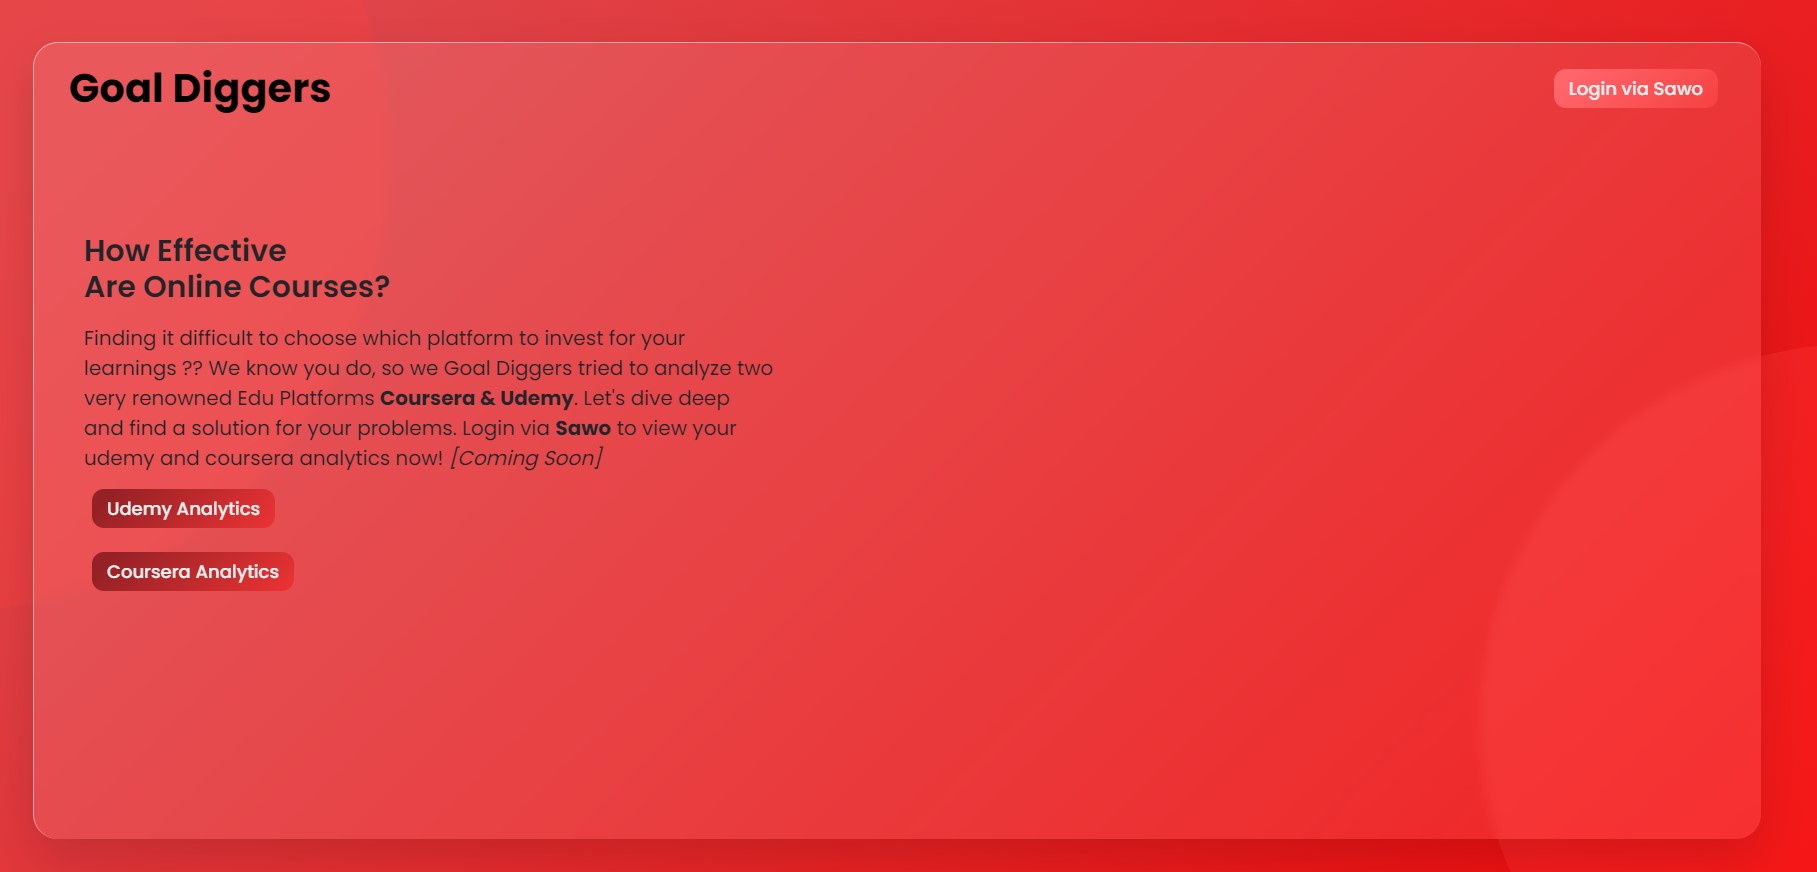 Goal Diggers
Login via Sawo
How Effective
Are Online Courses?
Finding it difficult to choose which platform to invest for your
learnings ?? We know you do, so we Goal Diggers tried to analyze two
very renowned Edu Platforms Coursera & Udemy. Let's dive deep
and find a solution for your problems. Login via Sawo to view your
udemy and coursera analytics now! [Coming Soon]
Udemy Analytics
Coursera Analytics